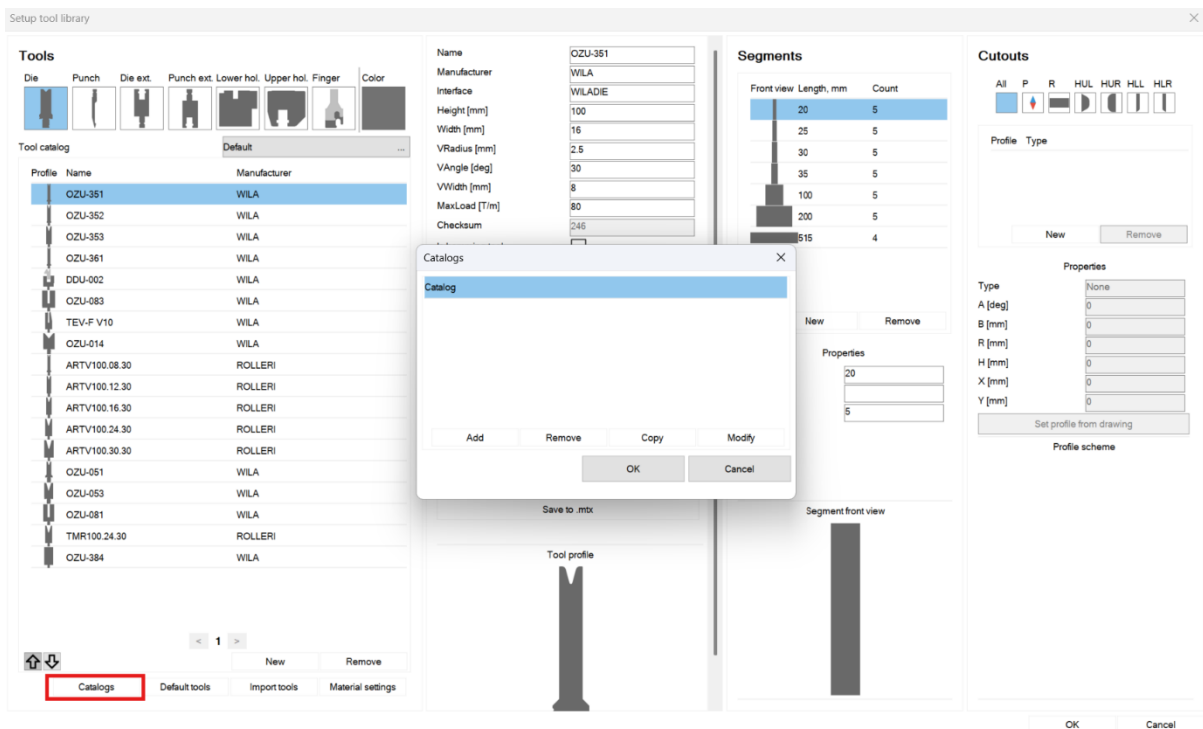 Setup tool library
Tools
Die Punch Die ext. Punch ext. Lower hol. Upper hol. Finger Color
Tool catalog Default ...
Profile Name Manufacturer
OZU-351 WILA
OZU-352 WILA
OZU-353 WILA
OZU-361 WILA
DDU-002 WILA
OZU-083 WILA
TEV-F V10 WILA
OZU-014 WILA
ARTV100.08.30 ROLLERI
ARTV100.12.30 ROLLERI
ARTV100.16.30 ROLLERI
ARTV100.24.30 ROLLERI
ARTV100.30.30 ROLLERI
OZU-051 WILA
OZU-053 WILA
OZU-081 WILA
TMR100.24.30 ROLLERI
OZU-384 WILA
< 1 >
New Remove
Catalogs Default tools Import tools Material settings
Name OZU-351
Manufacturer WILA
Interface WILADIE
Height [mm] 100
Width [mm] 16
VRadius [mm] 2.5
VAngle [deg] 30
VWidth [mm] 8
MaxLoad [T/m] 80
Checksum 246
Catalogs
Catalog
Add Remove Copy Modify
OK Cancel
Save to .mtx
Tool profile
Segments
Front view Length, mm Count
20 5
25 5
30 5
35 5
100 5
200 5
515 4
New Remove
Properties
20
5
Segment front view
Cutouts
All P R HUL HUR HLL HLR
Profile Type
New Remove
Properties
Type None
A [deg] 0
B [mm] 0
R [mm] 0
H [mm] 0
X [mm] 0
Y [mm] 0
Set profile from drawing
Profile scheme
OK Cancel